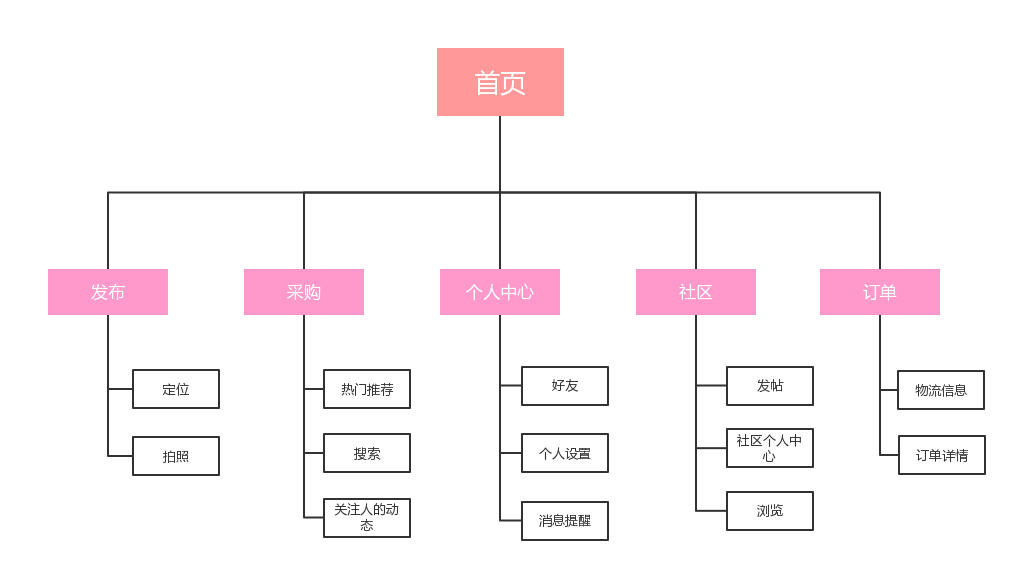 首页
发布
采购
个人中心
社区
订单
定位
拍照
热门推荐
搜索
关注人的动
态
好友
个人设置
消息提醒
发帖
社区个人中
心
浏览
物流信息
订单详情